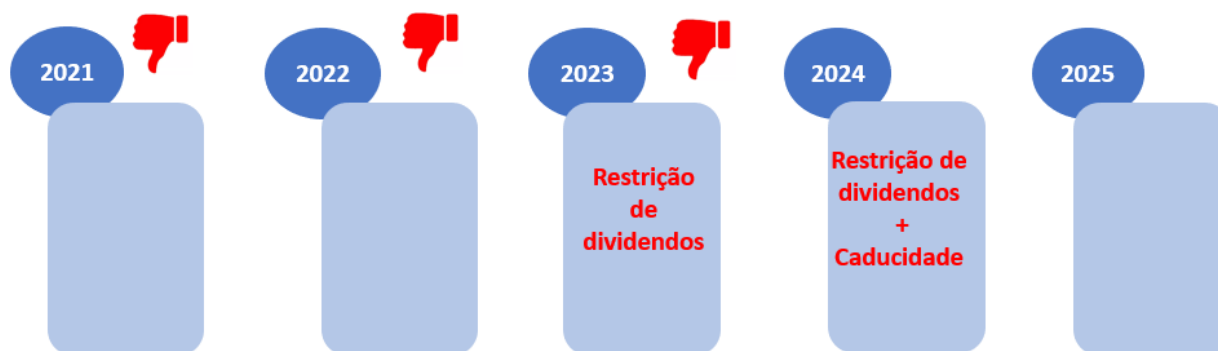 2021
2022
2023
2024
2025
Restrição
de
dividendos
Restrição de
dividendos
+
Caducidade